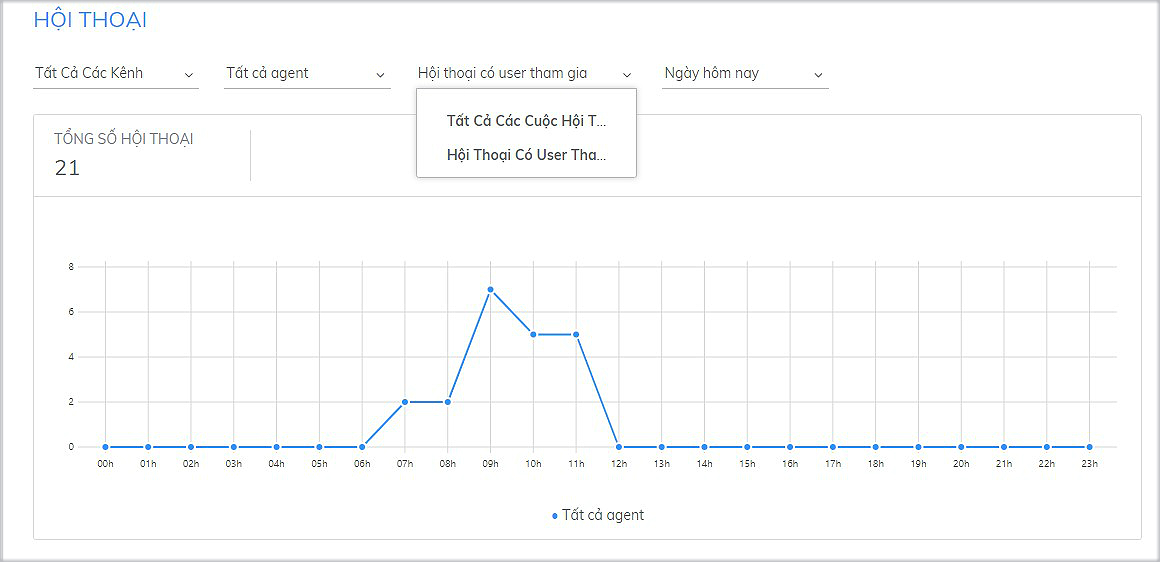 HỘI THOẠI
Tất Cả Các Kênh
Tất cả agent
Hội thoại có user tham gia
Ngày hôm nay
Tất Cả Các Cuộc Hội T...
Hội Thoại Có User Tha...
TỔNG SỐ HỘI THOẠI
21
8
6
4
2
0
00h 01h 02h 03h 04h 05h 06h 07h 08h 09h 10h 11h 12h 13h 14h 15h 16h 17h 18h 19h 20h 21h 22h 23h
Tất cả agent